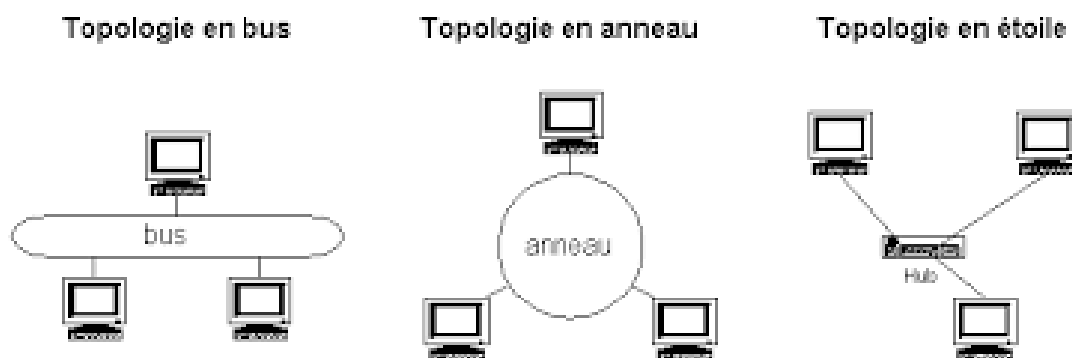 Topologie en bus
Topologie en anneau
Topologie en étoile
bus
anneau
Hub